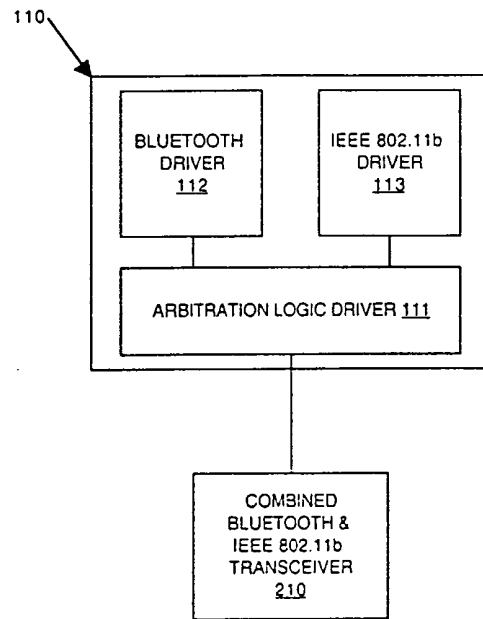 110
BLUETOOTH
DRIVER
112
IEEE 802.11b
DRIVER
113
ARBITRATION LOGIC DRIVER 111
COMBINED
BLUETOOTH &
IEEE 802.11b
TRANSCEIVER
210